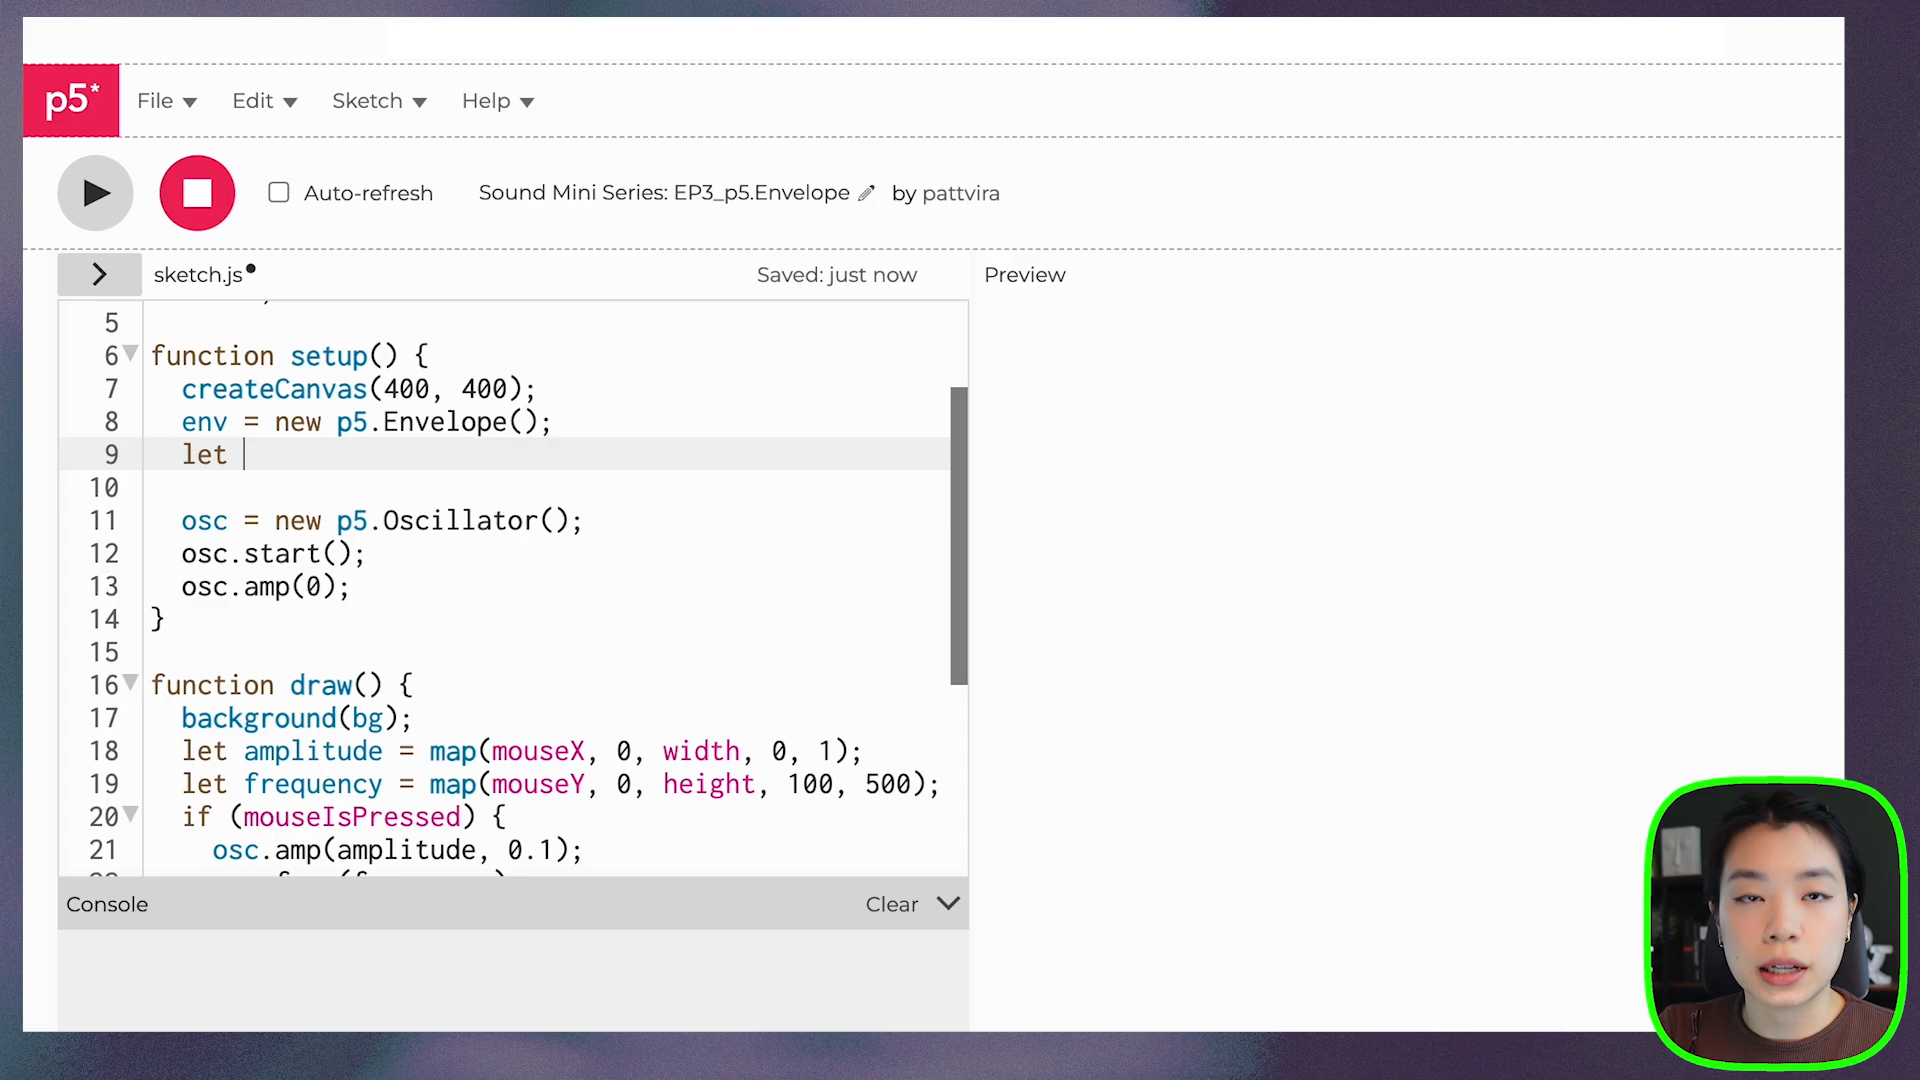 p5* File Edit Sketch Help
Auto-refresh Sound Mini Series: EP3_p5.Envelope by pattvira
sketch.js Saved: just now Preview
5
6 function setup() {
7 createCanvas(400, 400);
8 env = new p5.Envelope();
9 let
10
11 osc = new p5.Oscillator();
12 osc.start();
13 osc.amp(0);
14 }
15
16 function draw() {
17 background(bg);
18 let amplitude = map(mouseX, 0, width, 0, 1);
19 let frequency = map(mouseY, 0, height, 100, 500);
20 if (mouseIsPressed) {
21 osc.amp(amplitude, 0.1);
Console Clear